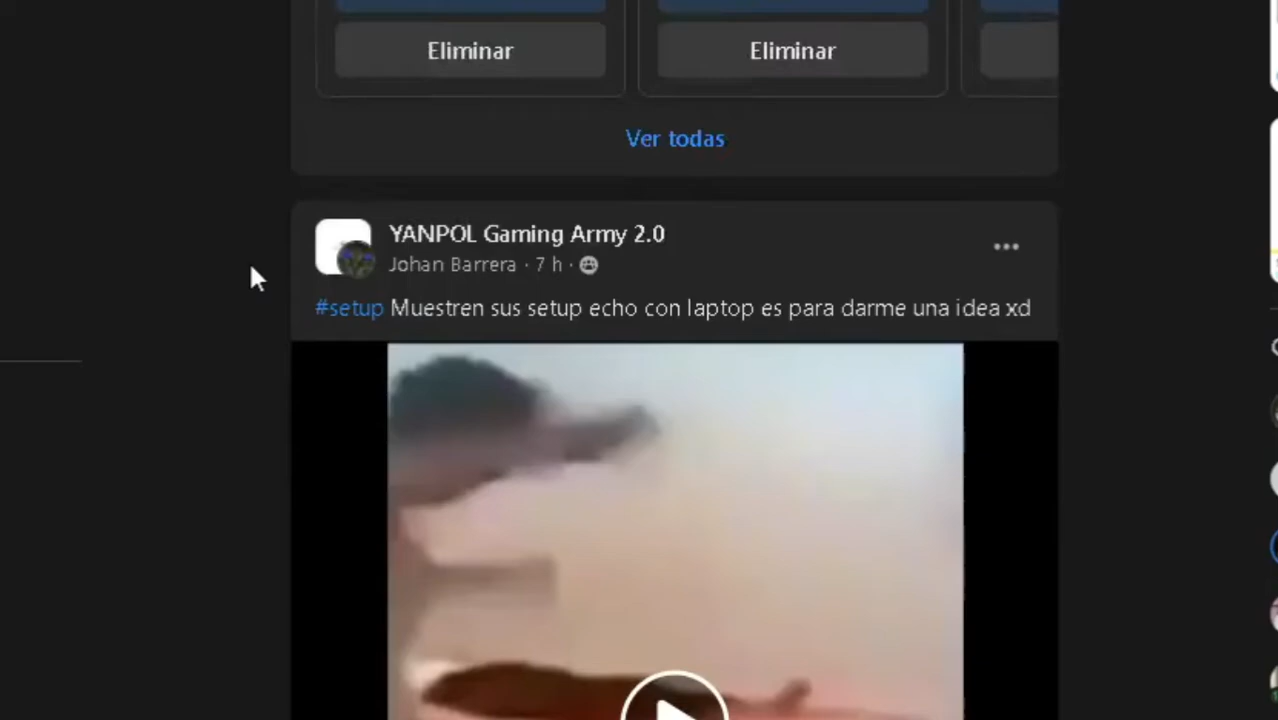 Eliminar
Eliminar
Ver todas
YANPOL Gaming Army 2.0
Johan Barrera · 7 h ·
#setup Muestren sus setup echo con laptop es para darme una idea xd